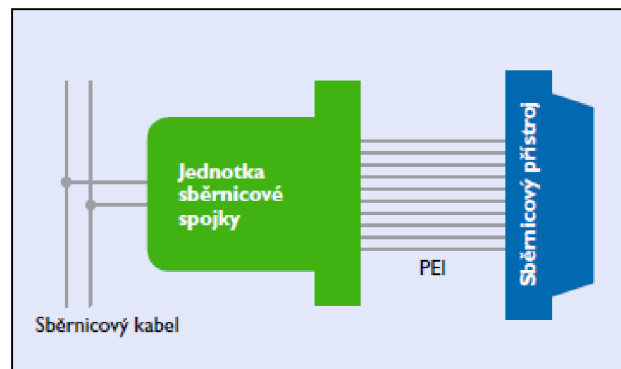 Jednotka
sběrnicové
spojky
Sběrnicový přístroj
PEI
Sběrnicový kabel